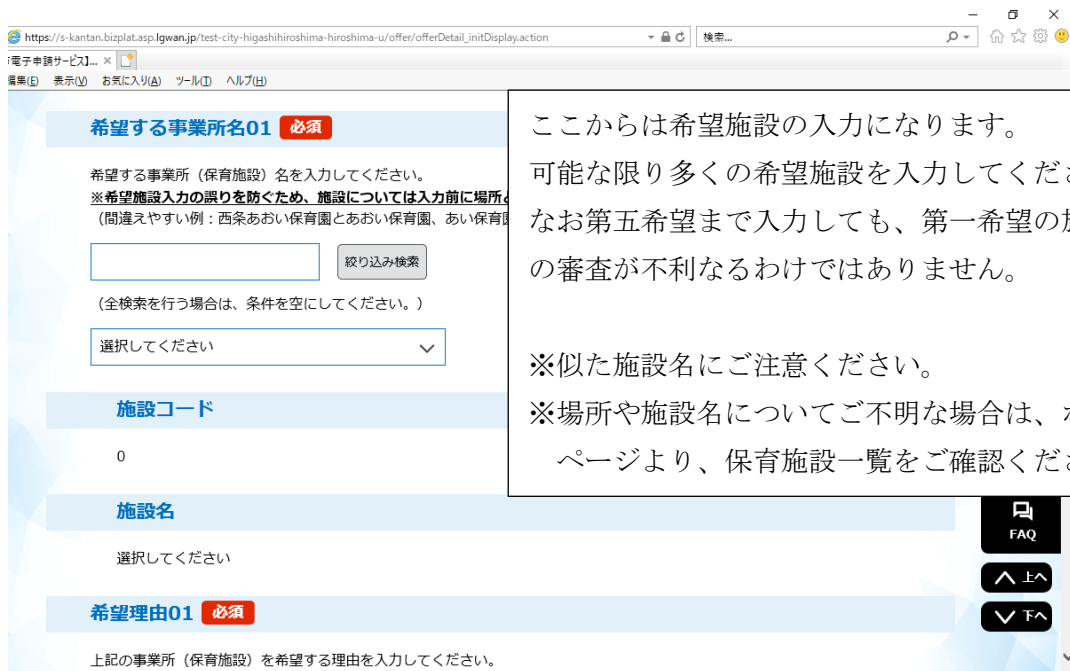 https://s-kantan.bizplat.asp.lgwan.jp/test-city-higashihiroshima-hiroshima-u/offer/offerDetail_initDisplay.action
検索...
電子申請サービス】...
編集(E) 表示(V) お気に入り(A) ツール(T) ヘルプ(H)
希望する事業所名01 必須
希望する事業所（保育施設）名を入力してください。
※希望施設入力の誤りを防ぐため、施設については入力前に場所
（間違えやすい例：西条あおい保育園とあおい保育園、あい保育園
絞り込み検索
（全検索を行う場合は、条件を空にしてください。）
選択してください
施設コード
0
施設名
選択してください
希望理由01 必須
上記の事業所（保育施設）を希望する理由を入力してください。
ここからは希望施設の入力になります。
可能な限り多くの希望施設を入力してくだ
なお第五希望まで入力しても、第一希望の
の審査が不利なるわけではありません。
※似た施設名にご注意ください。
※場所や施設名についてご不明な場合は、
ページより、保育施設一覧をご確認くだ
FAQ
上へ
下へ